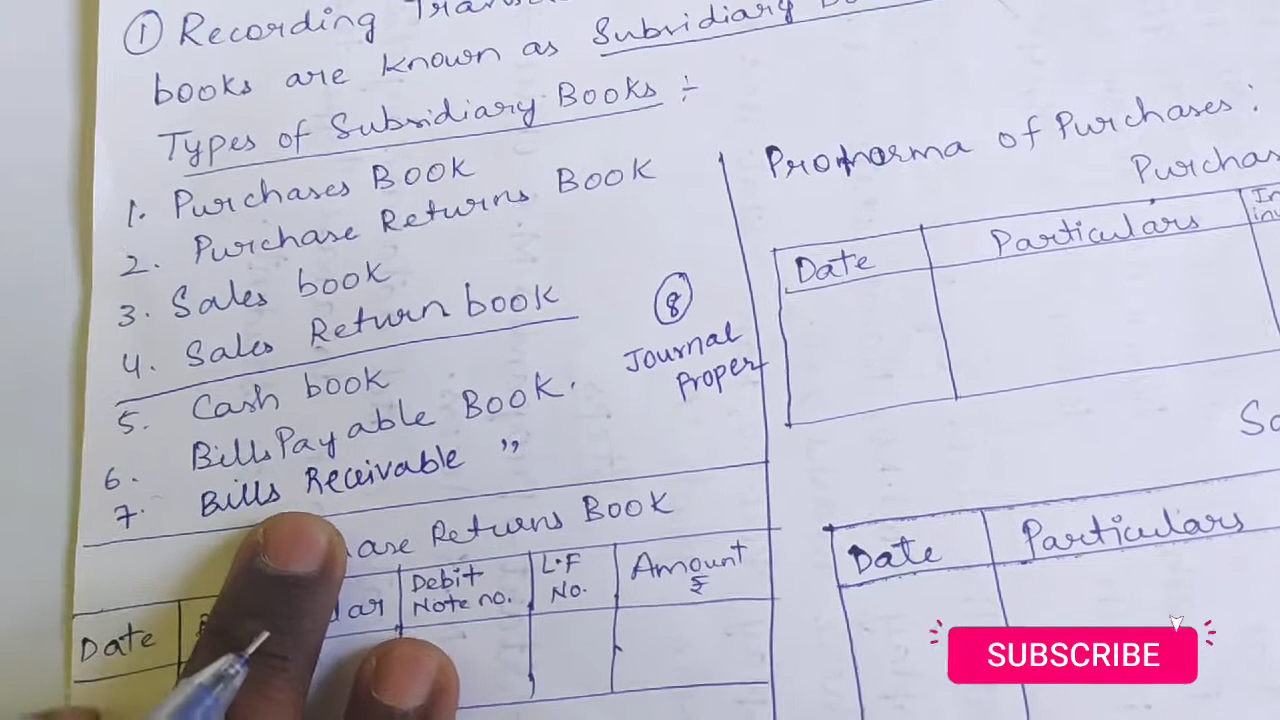 ① Recording
books are known as Subsidiary
Types of Subsidiary Books :-
1. Purchases Book
2. Purchase Returns Book
3. Sales book
4. Sales Return book
5. Cash book
6. Bills Payable Book.
7. Bills Receivable "
⑧
Journal
Proper
Returns Book
Date
Debit
Note no.
L.F
No.
Amount
₹
Proforma of Purchases:
Date
Particulars
Date
Particulars
SUBSCRIBE